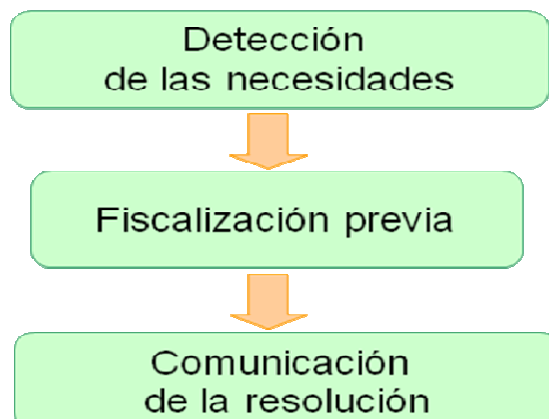 Detección
de las necesidades
Fiscalización previa
Comunicación
de la resolución